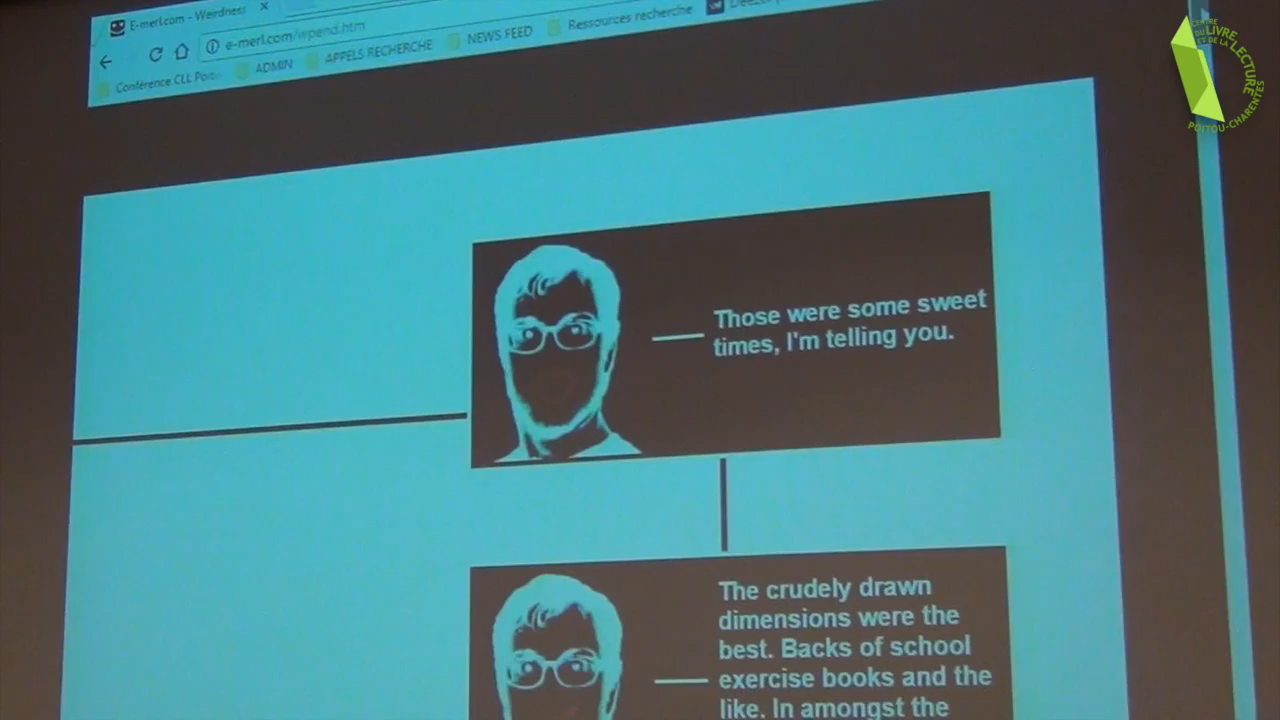 E-merl.com - Weirdness
e-merl.com/wpend.htm
Conférence CLL
ADMIN
APPELS RECHERCHE
NEWS FEED
Ressources recherche
CENTRE
DU LIVRE
ET DE LA
LECTURE
POITOU-CHARENTES
Those were some sweet
times, I'm telling you.
The crudely drawn
dimensions were the
best. Backs of school
exercise books and the
like. In amongst the